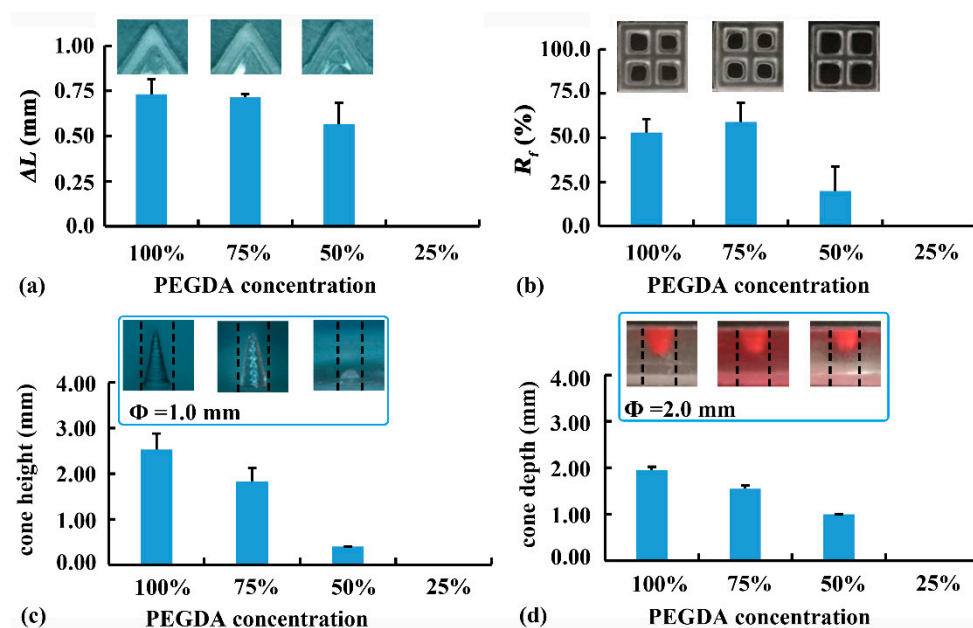 1.00
0.75
0.50
0.25
0.0
ΔL (mm)
100% 75% 50% 25%
PEGDA concentration
(a)
100.0
75.0
50.0
25.0
0.0
Rf (%)
100% 75% 50% 25%
PEGDA concentration
(b)
4.00
3.00
2.00
1.00
0.00
cone height (mm)
Φ =1.0 mm
100% 75% 50% 25%
PEGDA concentration
(c)
4.00
3.00
2.00
1.00
0.00
cone depth (mm)
Φ =2.0 mm
100% 75% 50% 25%
PEGDA concentration
(d)